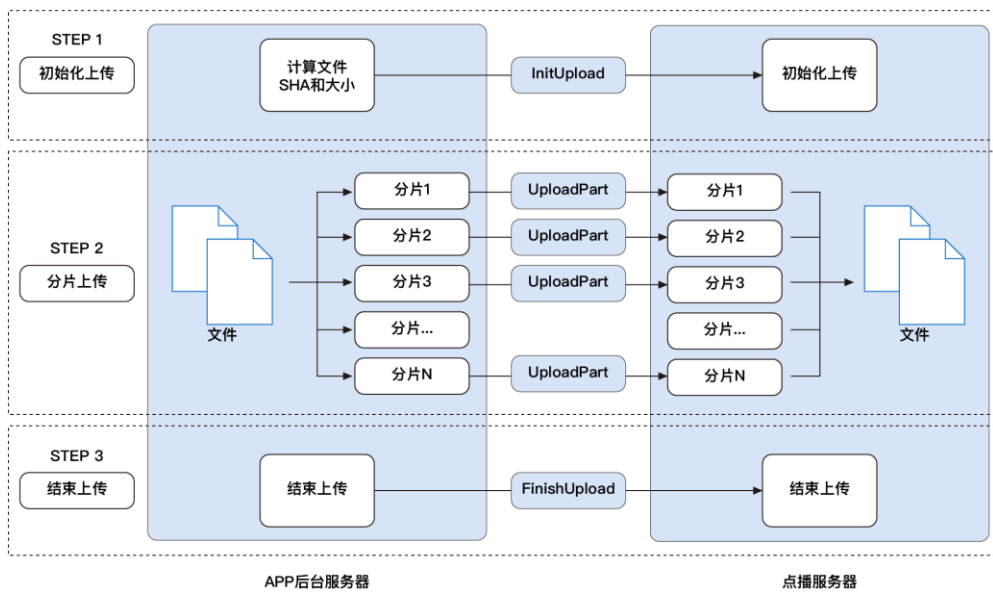 STEP 1
初始化上传
计算文件
SHA和大小
InitUpload
初始化上传
STEP 2
分片上传
文件
分片1
UploadPart
分片1
分片2
UploadPart
分片2
分片3
UploadPart
分片3
分片...
分片...
分片N
UploadPart
分片N
文件
STEP 3
结束上传
结束上传
FinishUpload
结束上传
APP后台服务器
点播服务器